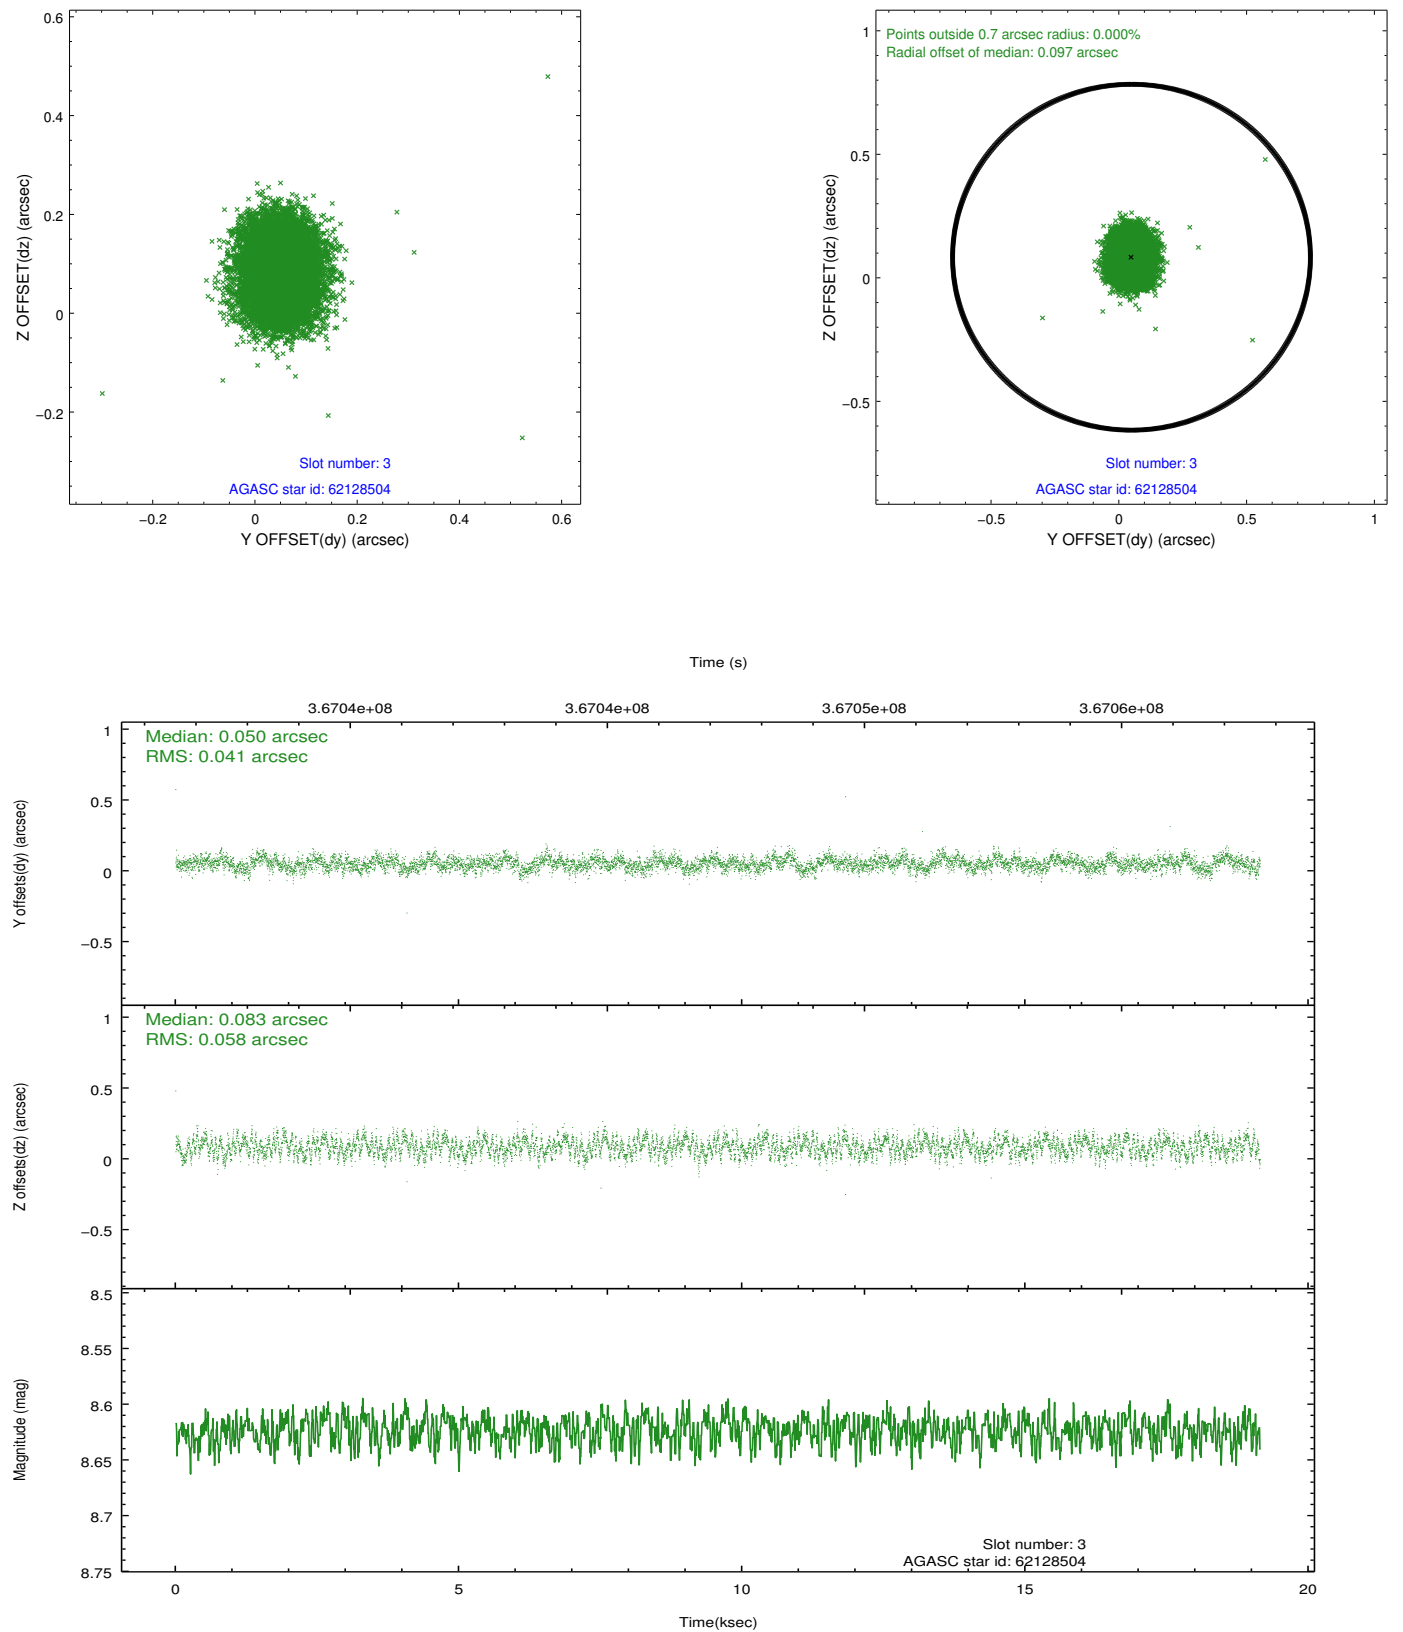 0.6
0.4
0.2
0
−0.2
Z OFFSET(dz) (arcsec)
Slot number: 3
AGASC star id: 62128504
−0.2 0 0.2 0.4 0.6
Y OFFSET(dy) (arcsec)
Points outside 0.7 arcsec radius: 0.000%
Radial offset of median: 0.097 arcsec
1
0.5
0
−0.5
Z OFFSET(dz) (arcsec)
Slot number: 3
AGASC star id: 62128504
−0.5 0 0.5 1
Y OFFSET(dy) (arcsec)
Time (s)
3.6704e+08 3.6704e+08 3.6705e+08 3.6706e+08
Median: 0.050 arcsec
RMS: 0.041 arcsec
1
0.5
0
−0.5
Y offsets(dy) (arcsec)
Median: 0.083 arcsec
RMS: 0.058 arcsec
1
0.5
0
−0.5
Z offsets(dz) (arcsec)
8.5
8.55
8.6
8.65
8.7
8.75
Magnitude (mag)
Slot number: 3
AGASC star id: 62128504
0 5 10 15 20
Time(ksec)